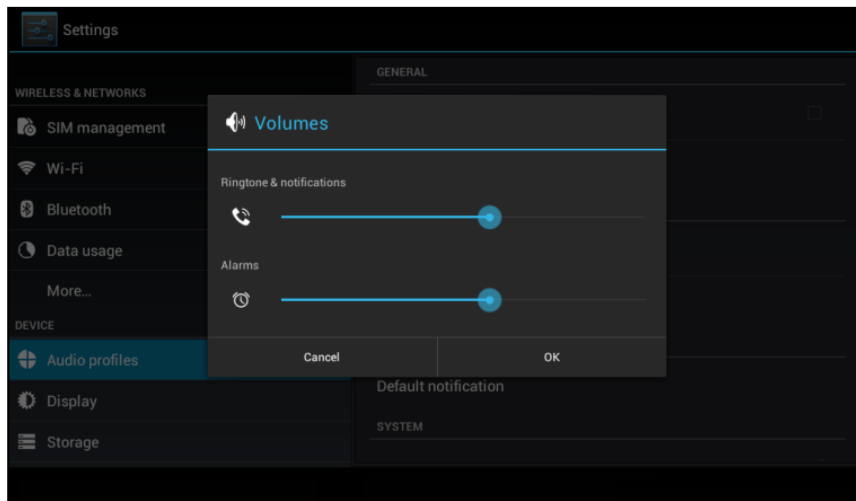 Settings
WIRELESS & NETWORKS
SIM management
Wi-Fi
Bluetooth
Data usage
More...
DEVICE
Audio profiles
Display
Storage
GENERAL
Volumes
Ringtone & notifications
Alarms
Cancel
OK
Default notification
SYSTEM